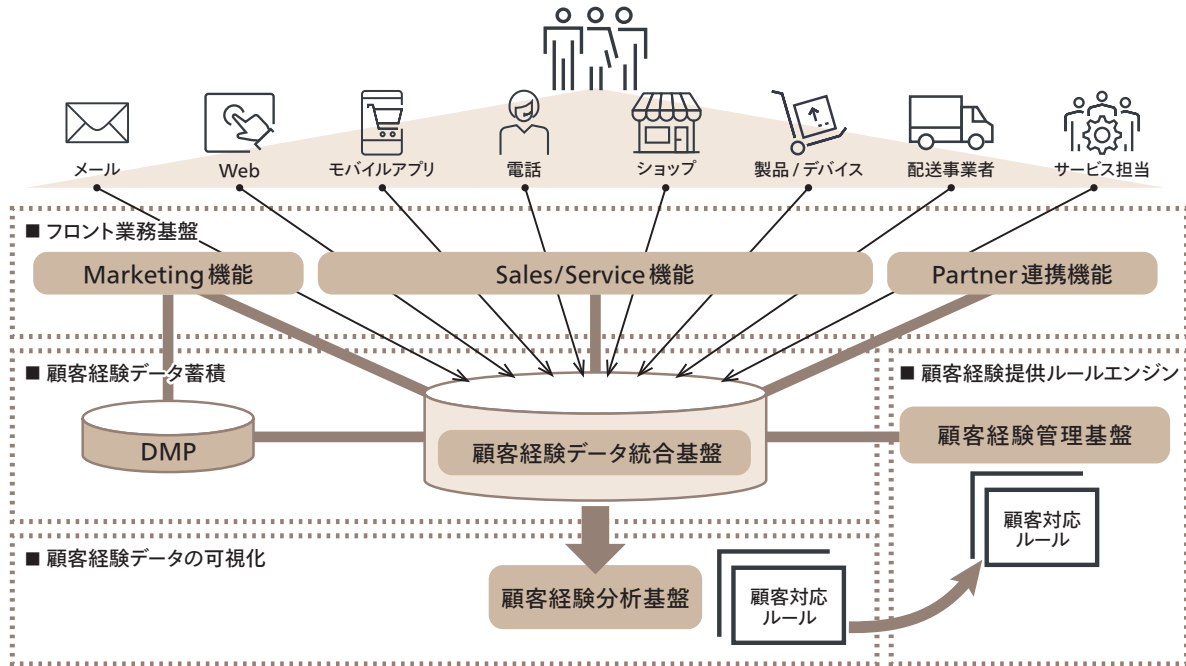 メール
Web
モバイルアプリ
電話
ショップ
製品/デバイス
配送事業者
サービス担当
■ フロント業務基盤
Marketing機能
Sales/Service機能
Partner連携機能
■ 顧客経験データ蓄積
DMP
顧客経験データ統合基盤
■ 顧客経験提供ルールエンジン
顧客経験管理基盤
顧客対応
ルール
■ 顧客経験データの可視化
顧客経験分析基盤
顧客対応
ルール